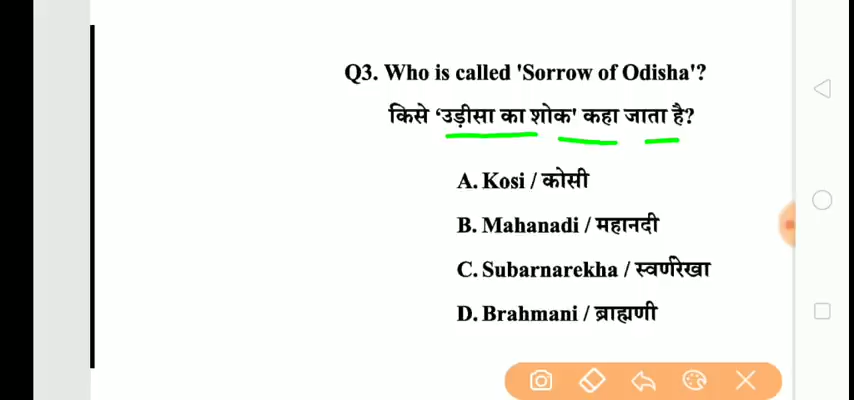 Q3. Who is called 'Sorrow of Odisha'?
किसे ‘उड़ीसा का शोक' कहा जाता है?
A. Kosi / कोसी
B. Mahanadi / महानदी
C. Subarnarekha / स्वर्णरेखा
D. Brahmani / ब्राह्मणी